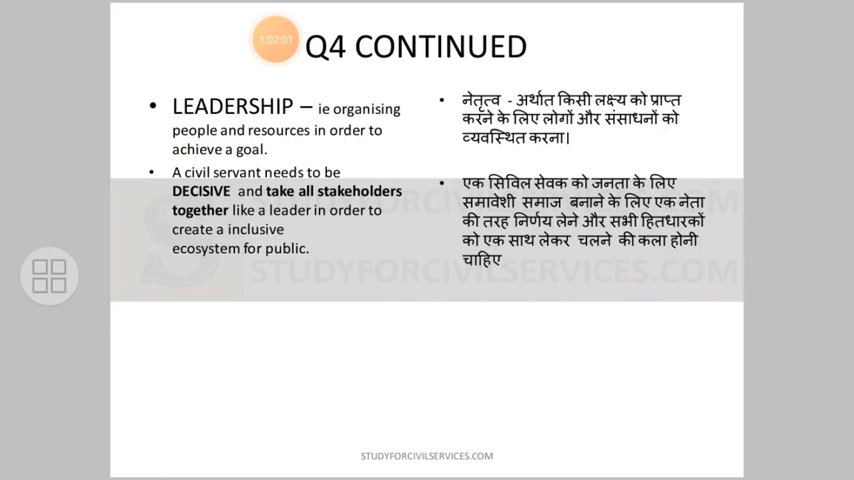 1:02:01
Q4 CONTINUED
• LEADERSHIP – ie organising
people and resources in order to
achieve a goal.
• A civil servant needs to be
DECISIVE and take all stakeholders
together like a leader in order to
create a inclusive
ecosystem for public.
• नेतृत्व - अर्थात किसी लक्ष्य को प्राप्त
करने के लिए लोगों और संसाधनों को
व्यवस्थित करना।
• एक सिविल सेवक को जनता के लिए
समावेशी समाज बनाने के लिए एक नेता
की तरह निर्णय लेने और सभी हितधारकों
को एक साथ लेकर चलने की कला होनी
चाहिए
STUDYFORCIVILSERVICES.COM
STUDYFORCIVILSERVICES.COM